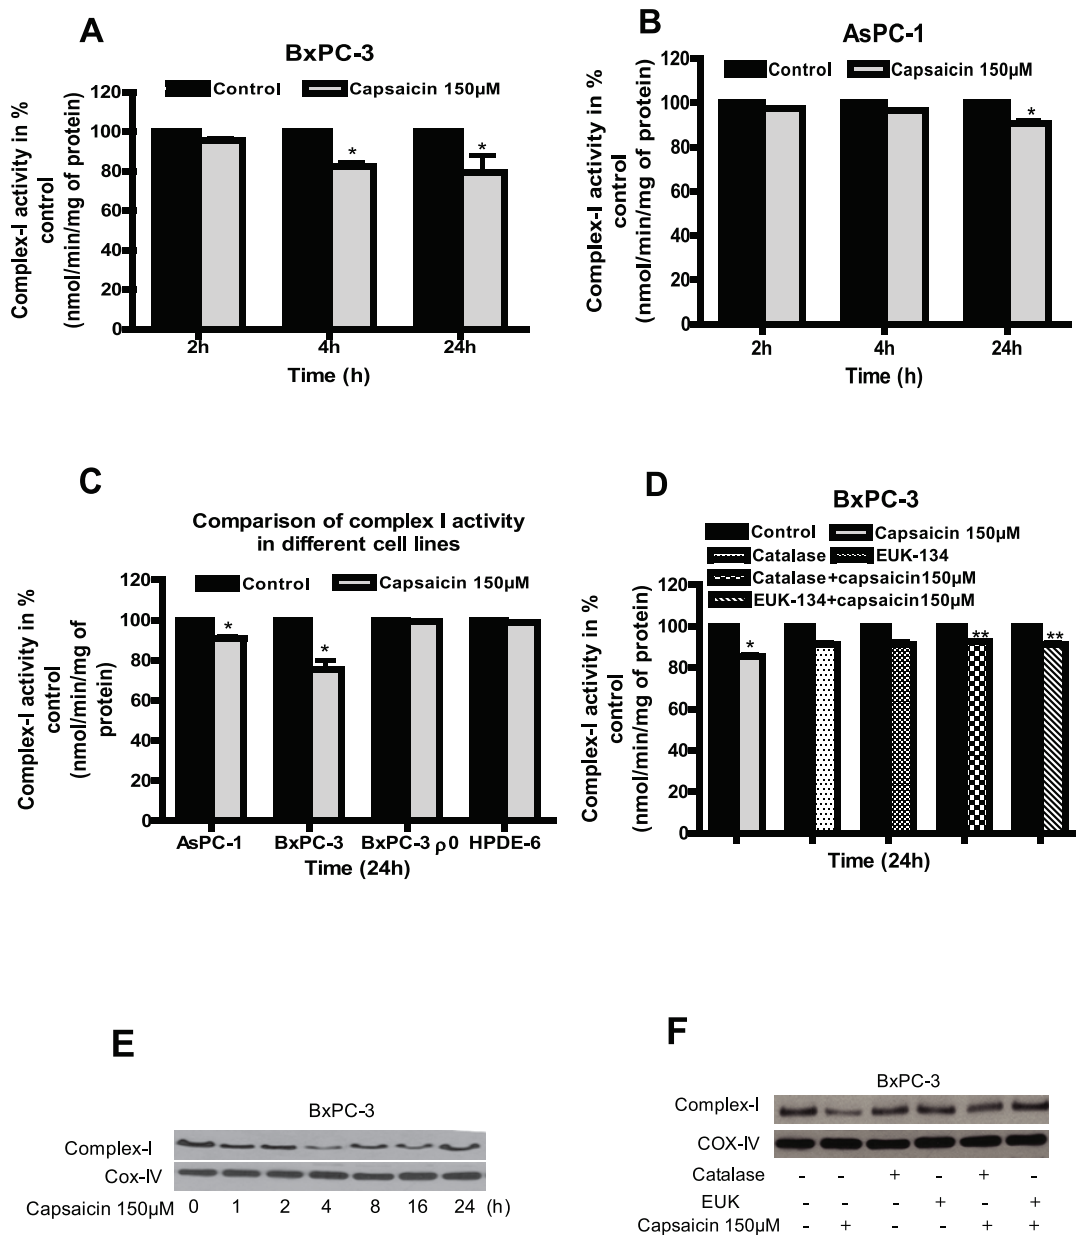 A
BxPC-3
Control
Capsaicin 150µM
Complex-I activity in %
control
(nmol/min/mg of protein)
120
100
80
60
40
20
0
*
*
2h
4h
24h
Time (h)
B
AsPC-1
Control
Capsaicin 150µM
Complex-I activity in %
control
(nmol/min/mg of protein)
120
100
80
60
40
20
0
*
2h
4h
24h
Time (h)
C
Comparison of complex I activity
in different cell lines
Control
Capsaicin 150µM
Complex-I activity in %
control
(nmol/min/mg of
protein)
120
100
80
60
40
20
0
*
*
AsPC-1
BxPC-3
BxPC-3 ρ0
HPDE-6
Time (24h)
D
BxPC-3
Control
Capsaicin 150µM
Catalase
EUK-134
Catalase+capsaicin150µM
EUK-134+capsaicin150µM
Complex-I activity in %
control
(nmol/min/mg of protein)
120
100
80
60
40
20
0
*
**
**
Time (24h)
E
BxPC-3
Complex-I
Cox-IV
Capsaicin 150µM 0 1 2 4 8 16 24 (h)
F
BxPC-3
Complex-I
COX-IV
Catalase - - + - + -
EUK - - - + - +
Capsaicin 150µM - + - - + +